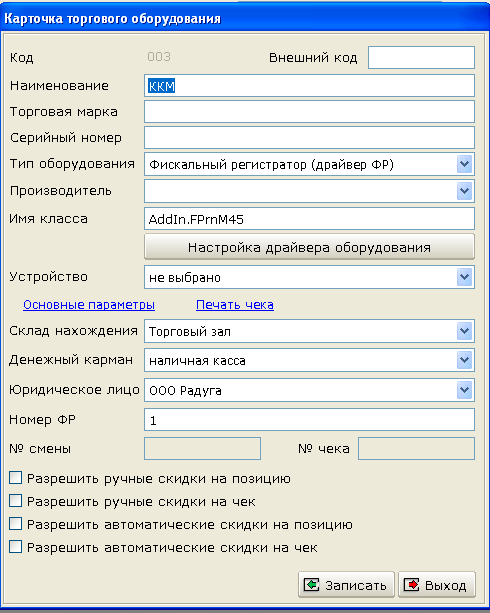 Карточка торгового оборудования
Код 003 Внешний код
Наименование ККМ
Торговая марка
Серийный номер
Тип оборудования Фискальный регистратор (драйвер ФР)
Производитель
Имя класса AddIn.FPrnM45
Настройка драйвера оборудования
Устройство не выбрано
Основные параметры Печать чека
Склад нахождения Торговый зал
Денежный карман наличная касса
Юридическое лицо ООО Радуга
Номер ФР 1
№ смены № чека
Разрешить ручные скидки на позицию
Разрешить ручные скидки на чек
Разрешить автоматические скидки на позицию
Разрешить автоматические скидки на чек
Записать Выход